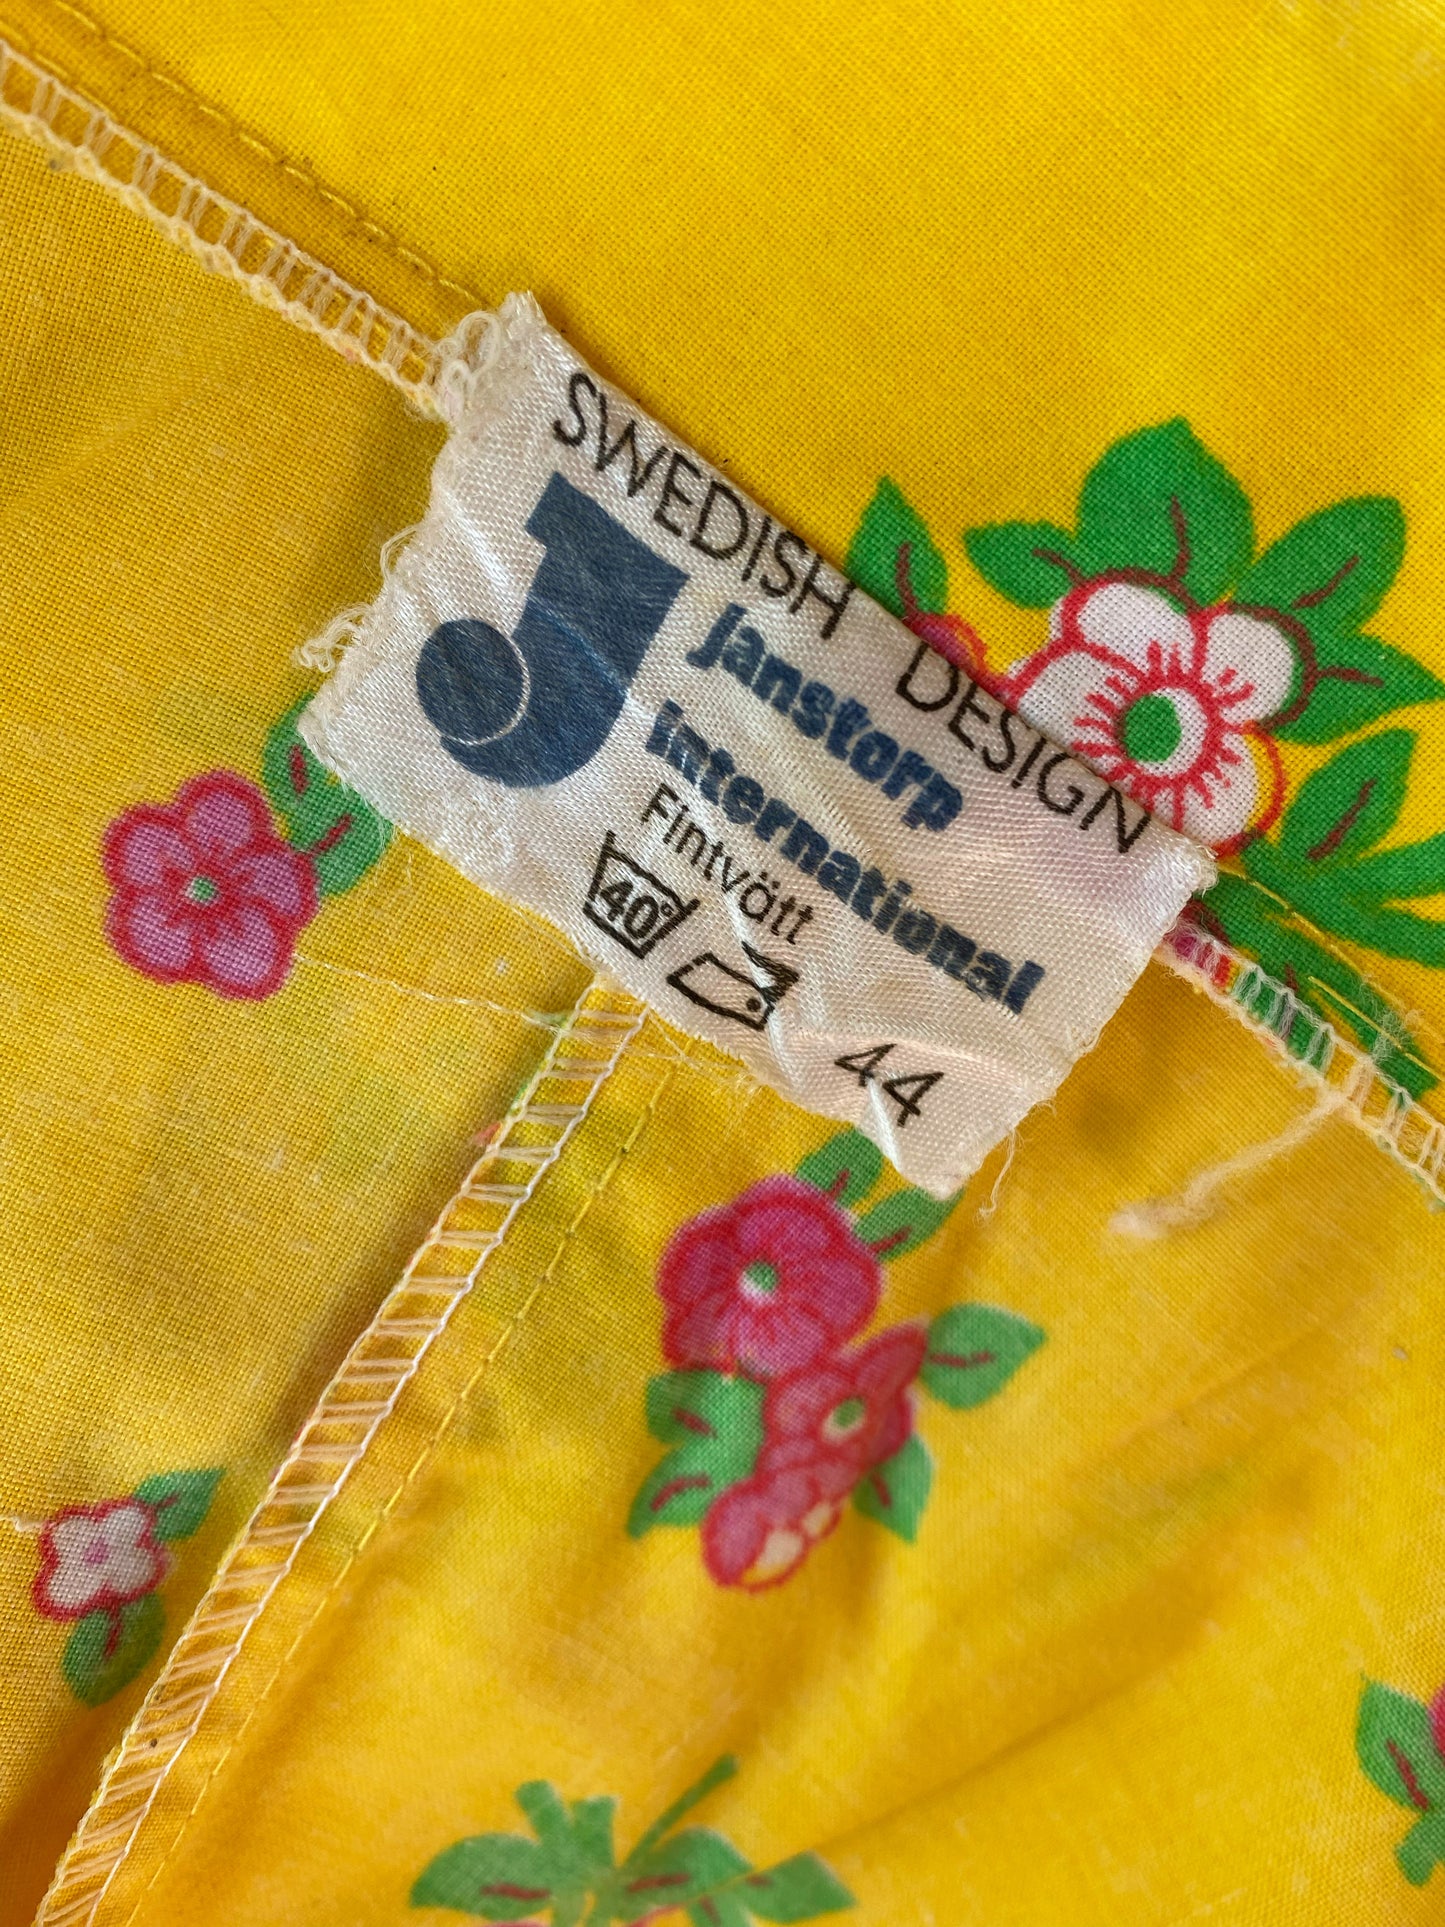 SWEDISH DESIGN
J
janstorp
international
Fintvätt
40°
44